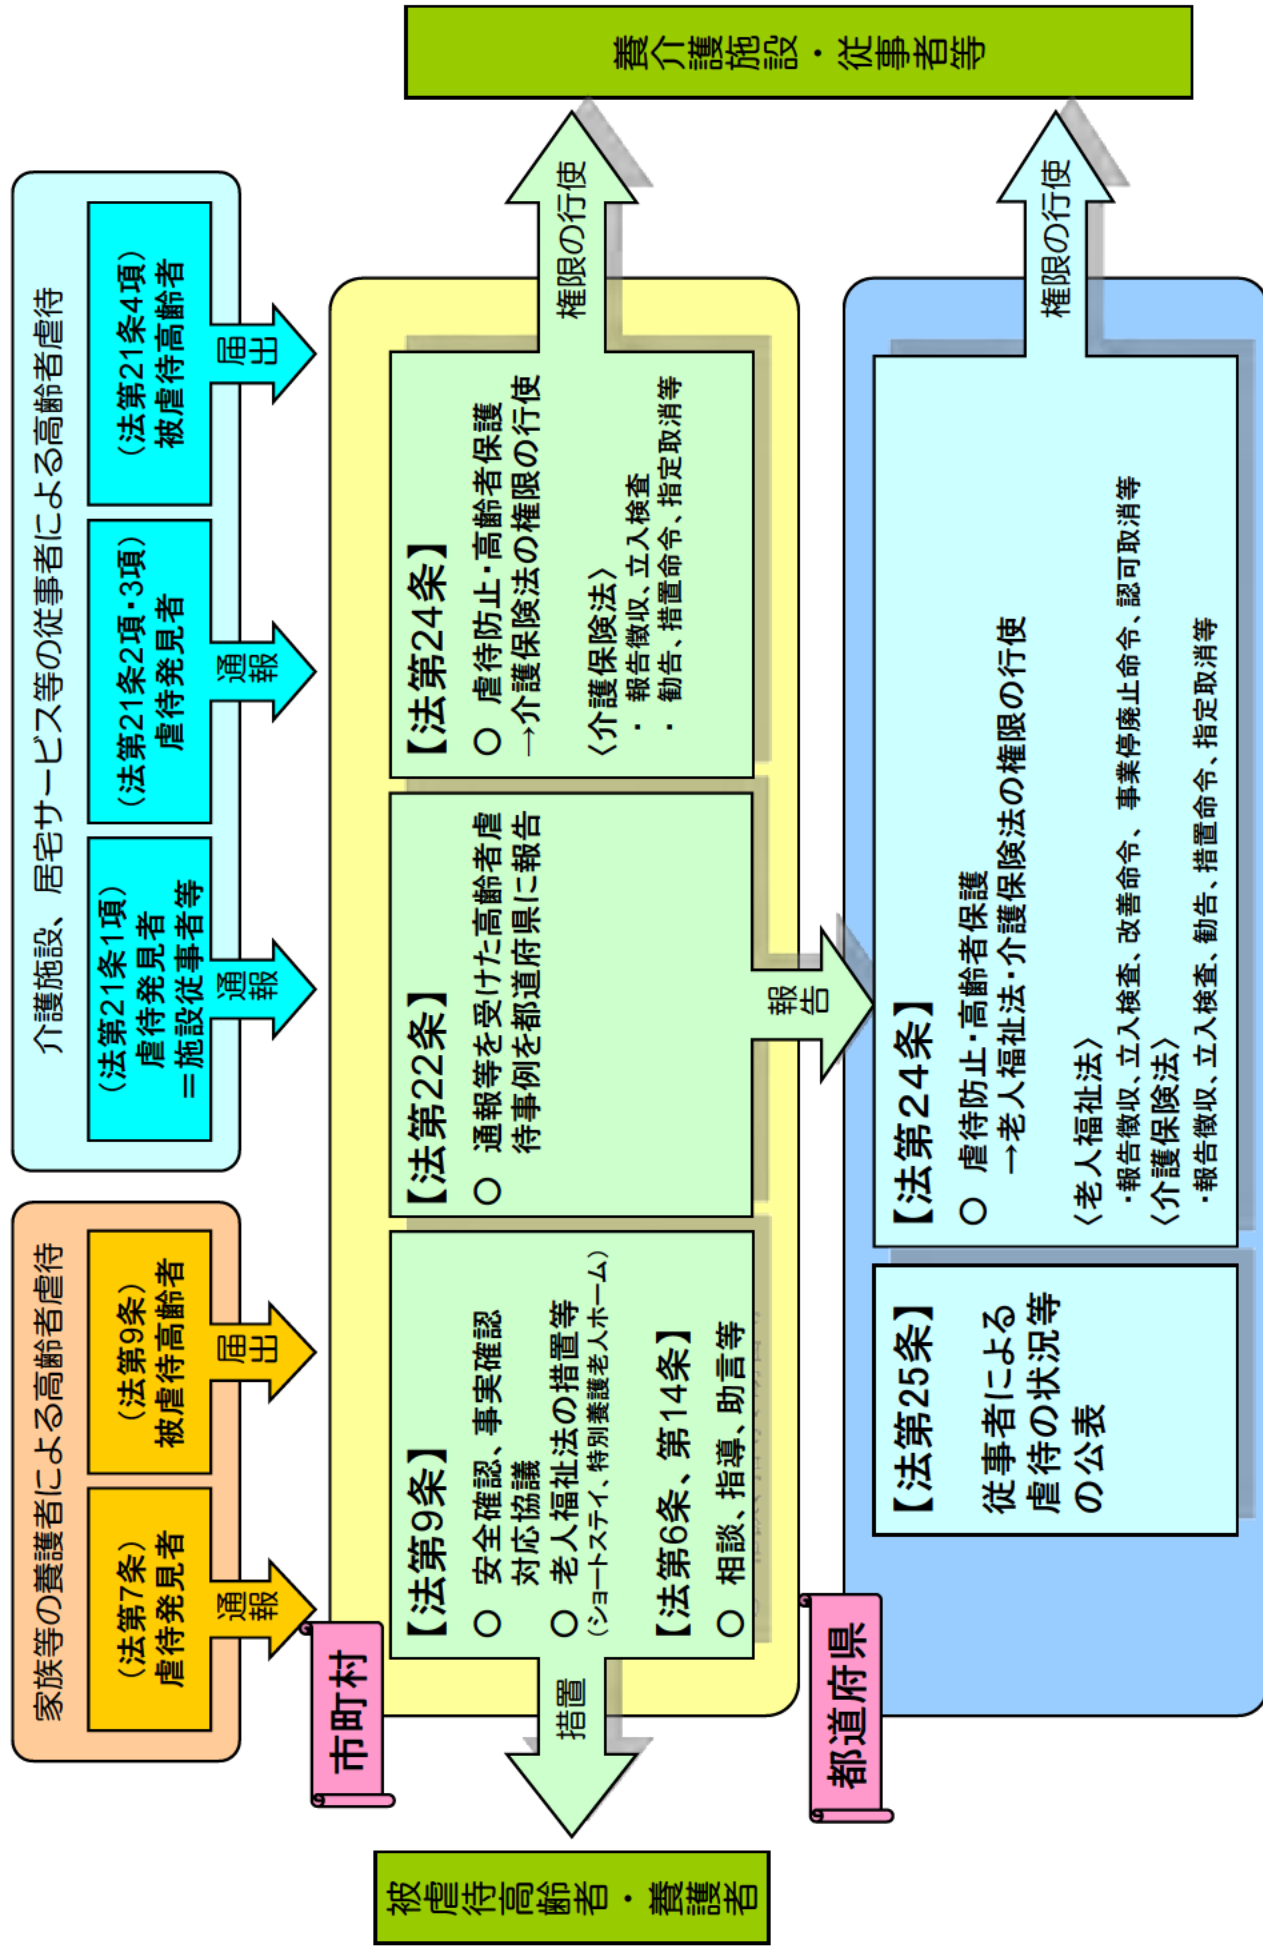 家族等の養護者による高齢者虐待
(法第7条)
虐待発見者
通報
(法第9条)
被虐待高齢者
届出
介護施設、居宅サービス等の従事者による高齢者虐待
(法第21条1項)
虐待発見者
=施設従事者等
通報
(法第21条2項・3項)
虐待発見者
通報
(法第21条4項)
被虐待高齢者
届出
市町村
【法第9条】
○ 安全確認、事実確認
対応協議
○ 老人福祉法の措置等
(ショートステイ、特別養護老人ホーム)
【法第6条、第14条】
○ 相談、指導、助言等
措置
被虐待高齢者・養護者
【法第22条】
○ 通報等を受けた高齢者虐
待事例を都道府県に報告
報告
【法第24条】
○ 虐待防止・高齢者保護
→介護保険法の権限の行使
〈介護保険法〉
・ 報告徴収、立入検査
・ 勧告、措置命令、指定取消等
権限の行使
養介護施設・従事者等
都道府県
【法第25条】
従事者による
虐待の状況等
の公表
【法第24条】
○ 虐待防止・高齢者保護
→老人福祉法・介護保険法の権限の行使
〈老人福祉法〉
・報告徴収、立入検査、改善命令、事業停廃止命令、認可取消等
〈介護保険法〉
・報告徴収、立入検査、勧告、措置命令、指定取消等
権限の行使